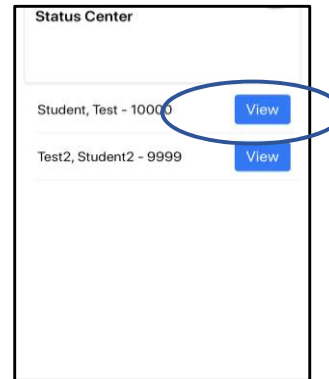 Status Center
Student, Test - 10000 View
Test2, Student2 - 9999 View